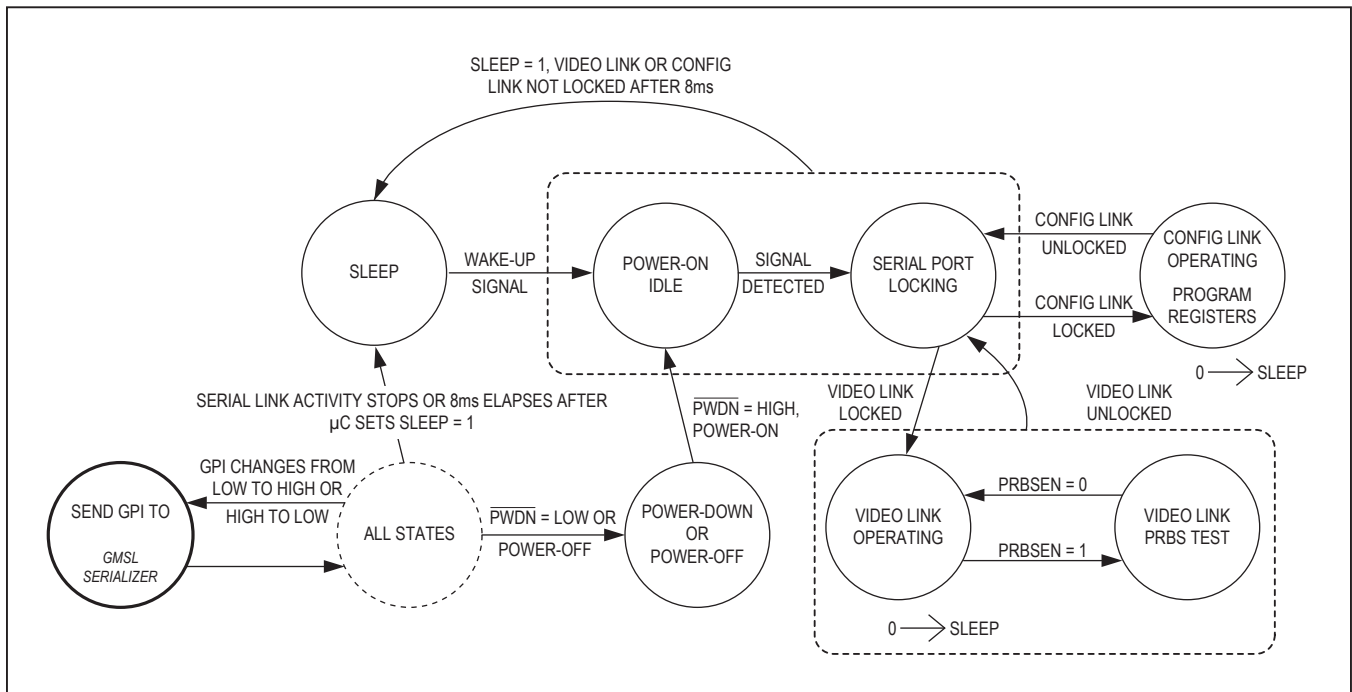 SLEEP = 1, VIDEO LINK OR CONFIG
LINK NOT LOCKED AFTER 8ms
SLEEP
WAKE-UP
SIGNAL
POWER-ON
IDLE
SIGNAL
DETECTED
SERIAL PORT
LOCKING
CONFIG LINK
UNLOCKED
CONFIG LINK
LOCKED
CONFIG LINK
OPERATING
PROGRAM
REGISTERS
0 → SLEEP
SERIAL LINK ACTIVITY STOPS OR 8ms ELAPSES AFTER
µC SETS SLEEP = 1
PWDN = HIGH,
POWER-ON
VIDEO LINK
LOCKED
VIDEO LINK
UNLOCKED
SEND GPI TO
GMSL
SERIALIZER
GPI CHANGES FROM
LOW TO HIGH OR
HIGH TO LOW
ALL STATES
PWDN = LOW OR
POWER-OFF
POWER-DOWN
OR
POWER-OFF
VIDEO LINK
OPERATING
PRBSEN = 0
PRBSEN = 1
VIDEO LINK
PRBS TEST
0 → SLEEP